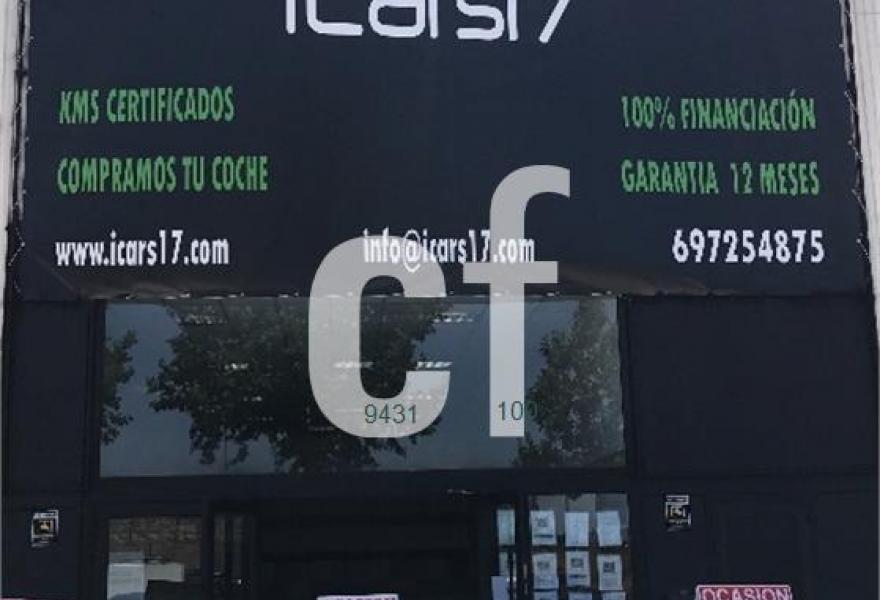 icars17
KMS CERTIFICADOS
100% FINANCIACIÓN
COMPRAMOS TU COCHE
GARANTIA 12 MESES
www.icars17.com
info@icars17.com
697254875
cf
9431
OCASION